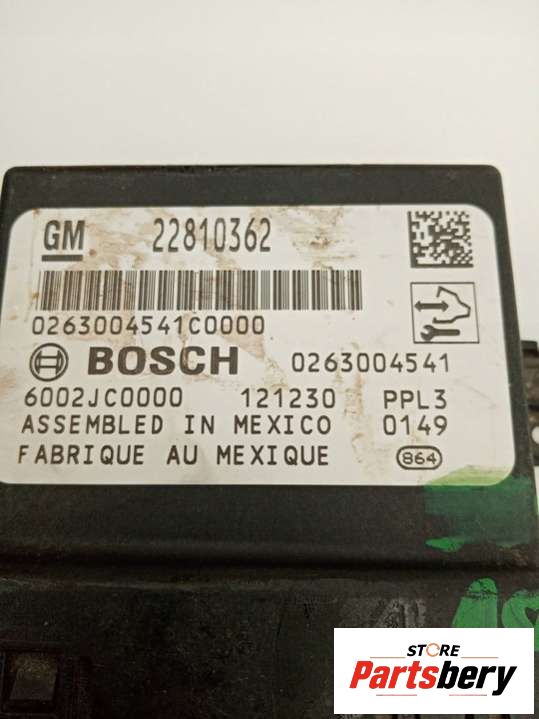 GM 22810362
0263004541C0000
BOSCH 0263004541
6002JC0000 121230 PPL3
ASSEMBLED IN MEXICO 0149
FABRIQUE AU MEXIQUE 864
STORE
Partsbery